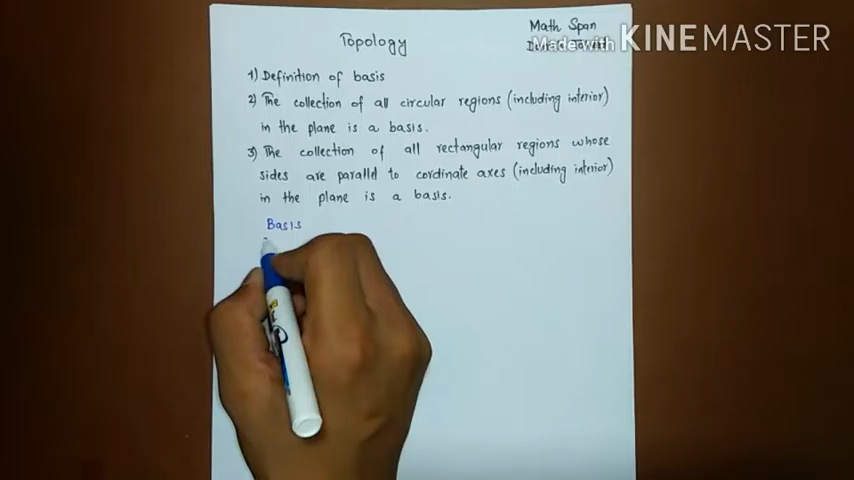 Math Span
Topology
Made with KINEMASTER
1) Definition of basis
2) The collection of all circular regions (including interior)
in the plane is a basis.
3) The collection of all rectangular regions whose
sides are paralld to cordinate axes (including interior)
in the plane is a basis.
Basis